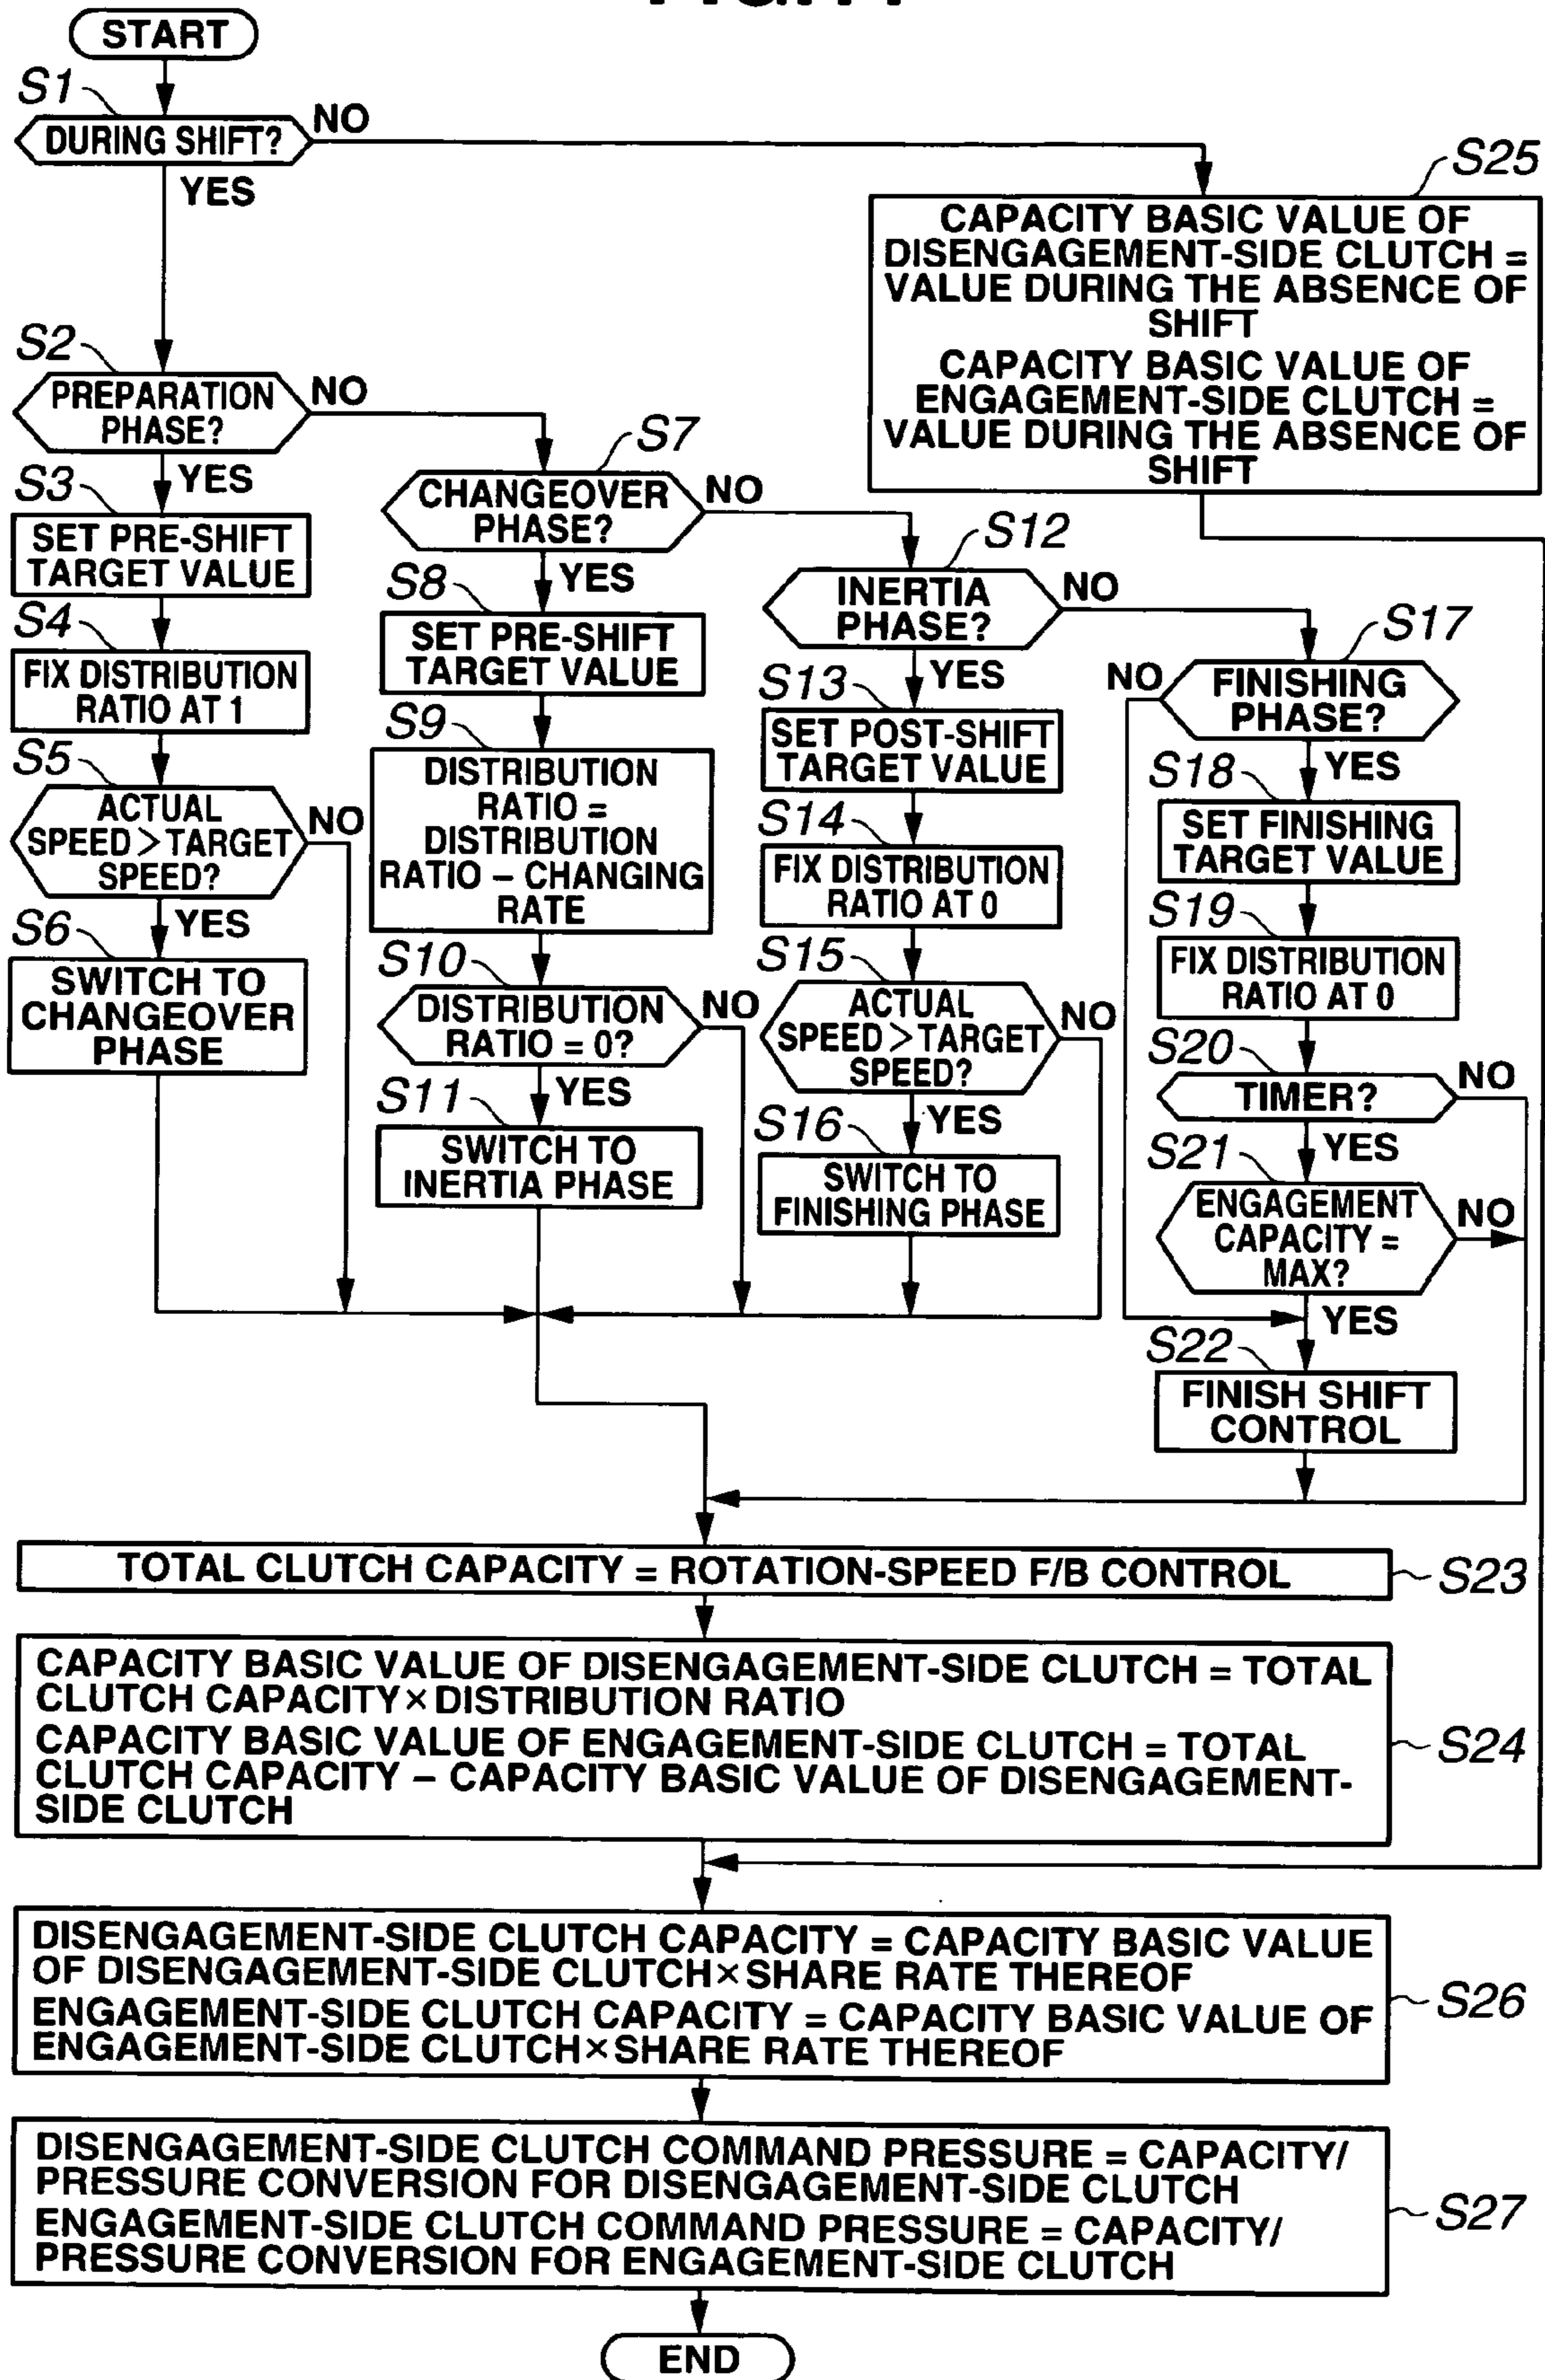 START
S1
DURING SHIFT?
NO
YES
S25
CAPACITY BASIC VALUE OF
DISENGAGEMENT-SIDE CLUTCH =
VALUE DURING THE ABSENCE OF
SHIFT
CAPACITY BASIC VALUE OF
ENGAGEMENT-SIDE CLUTCH =
VALUE DURING THE ABSENCE OF
SHIFT
S2
PREPARATION
PHASE?
NO
YES
S3
SET PRE-SHIFT
TARGET VALUE
S4
FIX DISTRIBUTION
RATIO AT 1
S5
ACTUAL
SPEED>TARGET
SPEED?
NO
YES
S6
SWITCH TO
CHANGEOVER
PHASE
S7
CHANGEOVER
PHASE?
NO
YES
S8
SET PRE-SHIFT
TARGET VALUE
S9
DISTRIBUTION
RATIO =
DISTRIBUTION
RATIO – CHANGING
RATE
S10
DISTRIBUTION
RATIO = 0?
NO
YES
S11
SWITCH TO
INERTIA PHASE
S12
INERTIA
PHASE?
NO
YES
S13
SET POST-SHIFT
TARGET VALUE
S14
FIX DISTRIBUTION
RATIO AT 0
S15
ACTUAL
SPEED>TARGET
SPEED?
NO
YES
S16
SWITCH TO
FINISHING PHASE
S17
NO
FINISHING
PHASE?
YES
S18
SET FINISHING
TARGET VALUE
S19
FIX DISTRIBUTION
RATIO AT 0
S20
TIMER?
NO
YES
S21
ENGAGEMENT
CAPACITY =
MAX?
NO
YES
S22
FINISH SHIFT
CONTROL
TOTAL CLUTCH CAPACITY = ROTATION-SPEED F/B CONTROL
S23
CAPACITY BASIC VALUE OF DISENGAGEMENT-SIDE CLUTCH = TOTAL
CLUTCH CAPACITY×DISTRIBUTION RATIO
CAPACITY BASIC VALUE OF ENGAGEMENT-SIDE CLUTCH = TOTAL
CLUTCH CAPACITY – CAPACITY BASIC VALUE OF DISENGAGEMENT-
SIDE CLUTCH
S24
DISENGAGEMENT-SIDE CLUTCH CAPACITY = CAPACITY BASIC VALUE
OF DISENGAGEMENT-SIDE CLUTCH×SHARE RATE THEREOF
ENGAGEMENT-SIDE CLUTCH CAPACITY = CAPACITY BASIC VALUE OF
ENGAGEMENT-SIDE CLUTCH×SHARE RATE THEREOF
S26
DISENGAGEMENT-SIDE CLUTCH COMMAND PRESSURE = CAPACITY/
PRESSURE CONVERSION FOR DISENGAGEMENT-SIDE CLUTCH
ENGAGEMENT-SIDE CLUTCH COMMAND PRESSURE = CAPACITY/
PRESSURE CONVERSION FOR ENGAGEMENT-SIDE CLUTCH
S27
END